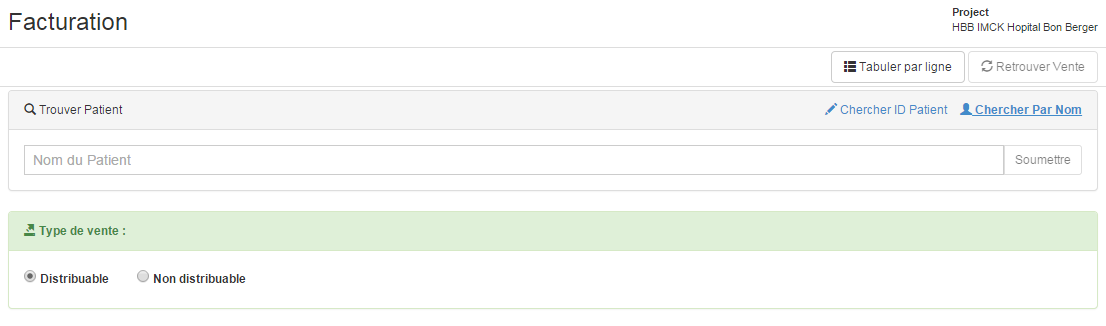 Facturation
Project
HBB IMCK Hopital Bon Berger
Tabuler par ligne
Retrouver Vente
Trouver Patient
Chercher ID Patient
Chercher Par Nom
Nom du Patient
Soumettre
Type de vente :
Distribuable
Non distribuable